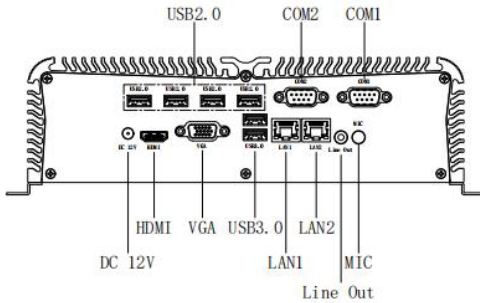 USB2.0 COM2 COM1
USB2.0 USB2.0 USB2.0 USB2.0 COM2 COM1
DC 12V HDMI VGA USB3.0 LAN1 LAN2 Line Out MIC
HDMI VGA USB3.0 LAN2
DC 12V LAN1 MIC
Line Out